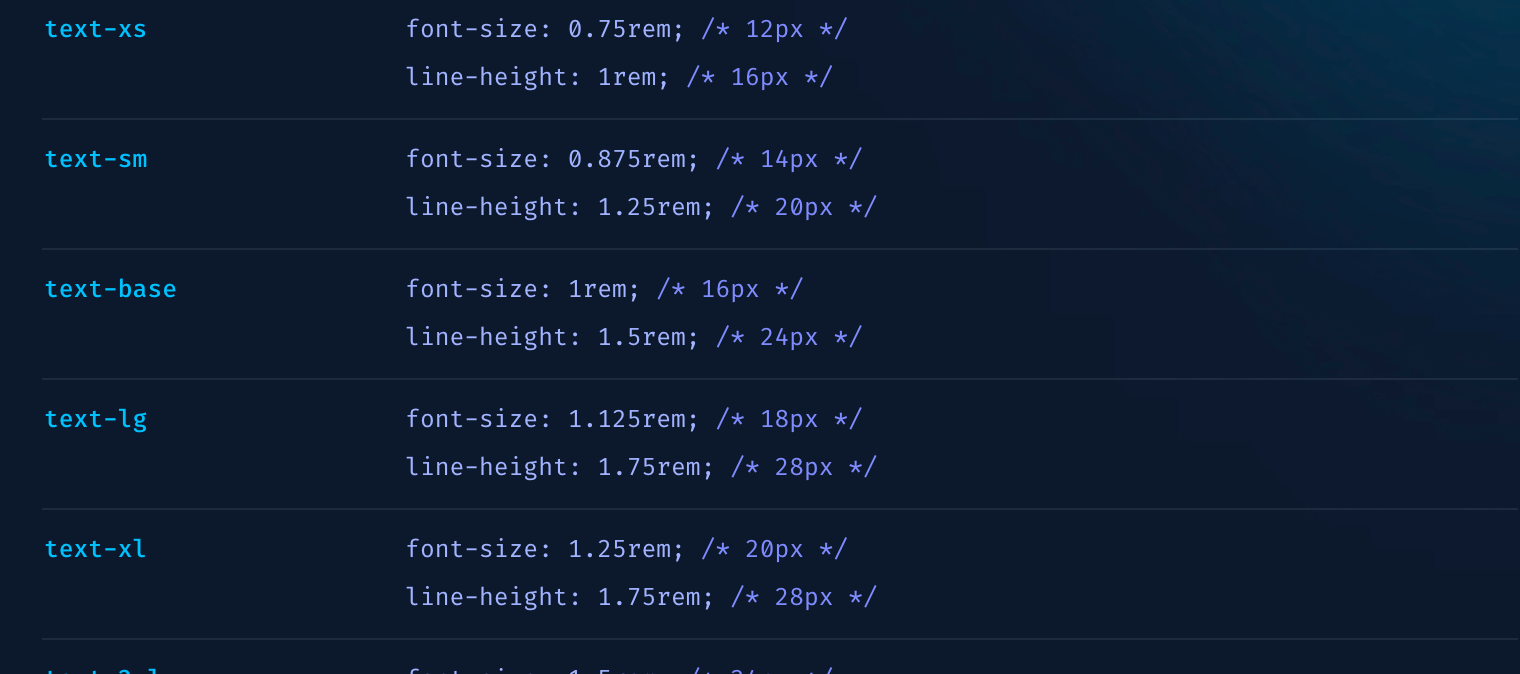 text-xs font-size: 0.75rem; /* 12px */
line-height: 1rem; /* 16px */
text-sm font-size: 0.875rem; /* 14px */
line-height: 1.25rem; /* 20px */
text-base font-size: 1rem; /* 16px */
line-height: 1.5rem; /* 24px */
text-lg font-size: 1.125rem; /* 18px */
line-height: 1.75rem; /* 28px */
text-xl font-size: 1.25rem; /* 20px */
line-height: 1.75rem; /* 28px */